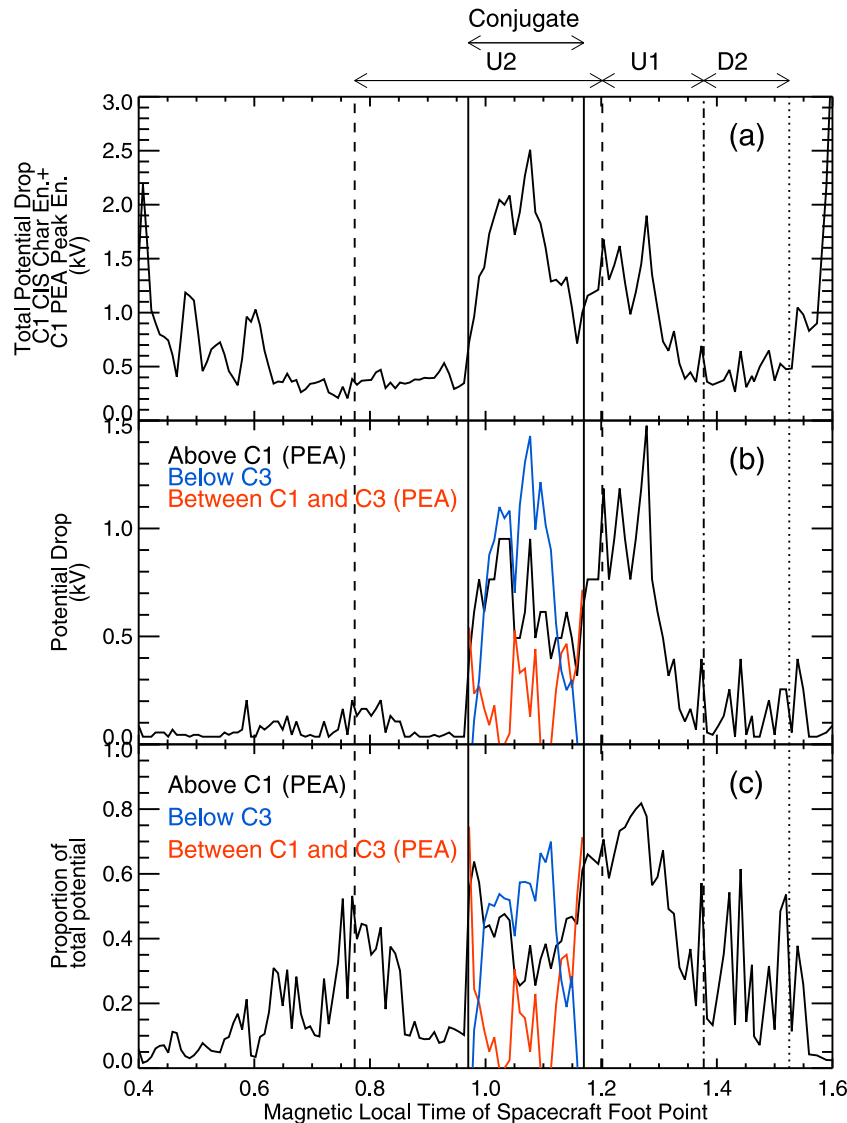 Conjugate
U2 U1 D2
3.0
2.5
2.0
1.5
1.0
0.5
0.0
Total Potential Drop
C1 CIS Char En.+
C1 PEA Peak En.
(kV)
(a)
1.5
1.0
0.5
0.0
Potential Drop
(kV)
Above C1 (PEA)
Below C3
Between C1 and C3 (PEA)
(b)
1.0
0.8
0.6
0.4
0.2
0.0
Proportion of
total potential
Above C1 (PEA)
Below C3
Between C1 and C3 (PEA)
(c)
0.4 0.6 0.8 1.0 1.2 1.4 1.6
Magnetic Local Time of Spacecraft Foot Point